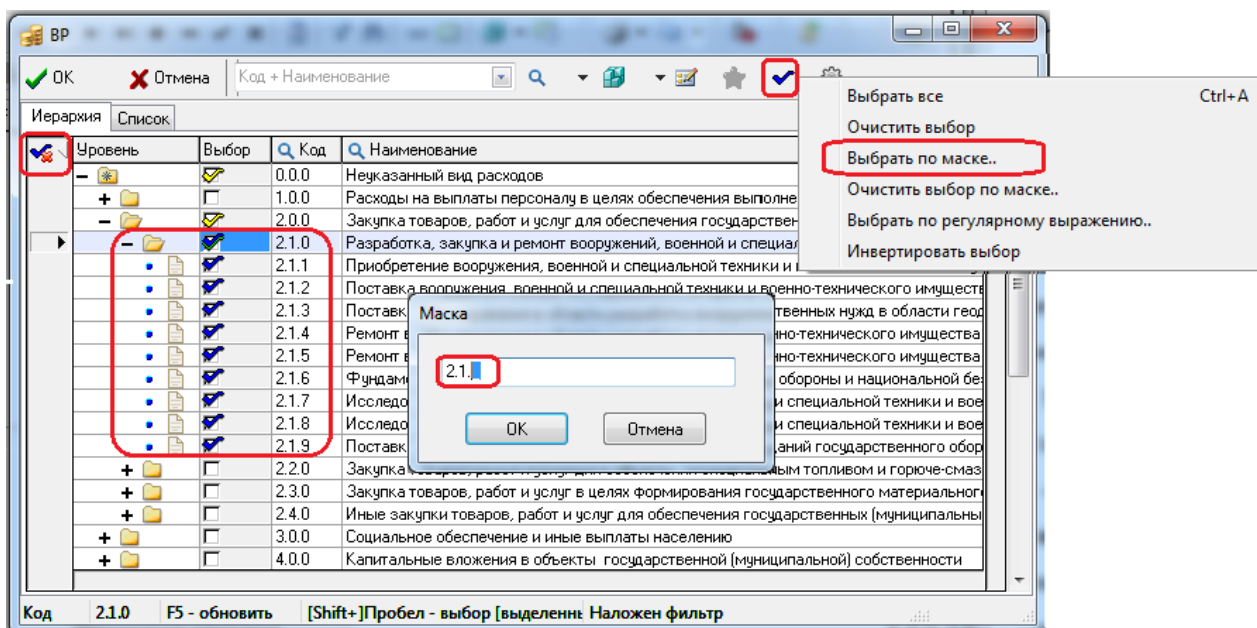 BP
OK Отмена Код + Наименование
Иерархия Список
Уровень Выбор Код Наименование
0.0.0 Неуказанный вид расходов
1.0.0 Расходы на выплаты персоналу в целях обеспечения выполне
2.0.0 Закупка товаров, работ и услуг для обеспечения государствен
2.1.0 Разработка, закупка и ремонт вооружений, военной и специал
2.1.1 Приобретение вооружения, военной и специальной техники и
2.1.2 Поставка вооружения, военной и специальной техники и военно-технического имуществ
2.1.3 Поставк твенных нужд в области геод
2.1.4 Ремонт в нно-технического имущества
2.1.5 Ремонт в нно-технического имущества
2.1.6 Фундаме обороны и национальной без
2.1.7 Исследо и специальной техники и вое
2.1.8 Исследо и специальной техники и вое
2.1.9 Поставк аний государственного обор
2.2.0 Закупка ым топливом и горюче-смаз
2.3.0 Закупка товаров, работ и услуг в целях формирования государственного материального
2.4.0 Иные закупки товаров, работ и услуг для обеспечения государственных (муниципальны
3.0.0 Социальное обеспечение и иные выплаты населению
4.0.0 Капитальные вложения в объекты государственной (муниципальной) собственности
Код 2.1.0 F5 - обновить [Shift+]Пробел - выбор [выделенны Наложен фильтр
Выбрать все Ctrl+A
Очистить выбор
Выбрать по маске..
Очистить выбор по маске..
Выбрать по регулярному выражению..
Инвертировать выбор
Маска
2.1.
OK Отмена